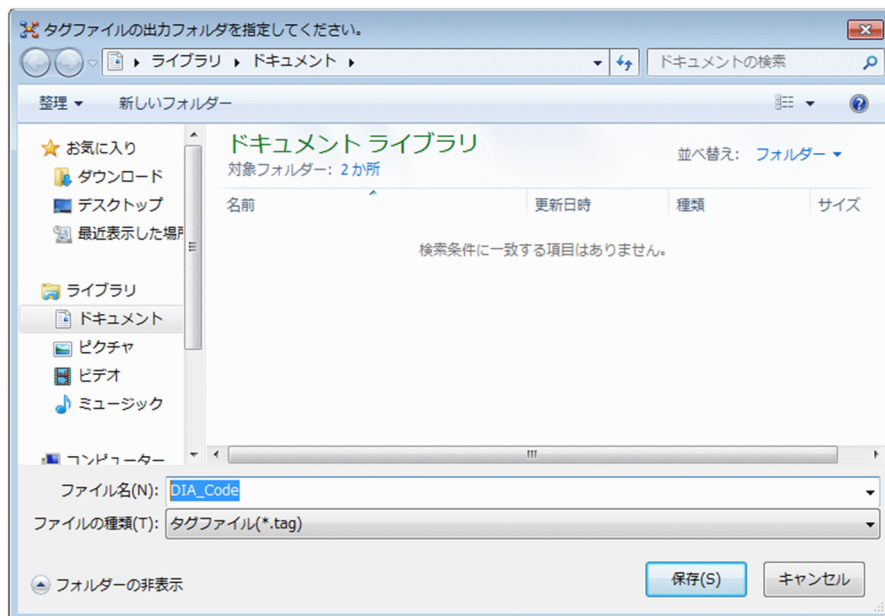 タグファイルの出力フォルダを指定してください。
ライブラリ ドキュメント ドキュメントの検索
整理 新しいフォルダー
お気に入り
ダウンロード
デスクトップ
最近表示した場所
ライブラリ
ドキュメント
ピクチャ
ビデオ
ミュージック
コンピューター
ドキュメント ライブラリ
対象フォルダー: 2 か所
並べ替え: フォルダー
名前 更新日時 種類 サイズ
検索条件に一致する項目はありません。
ファイル名(N): DIA_Code
ファイルの種類(T): タグファイル(*.tag)
フォルダーの非表示 保存(S) キャンセル